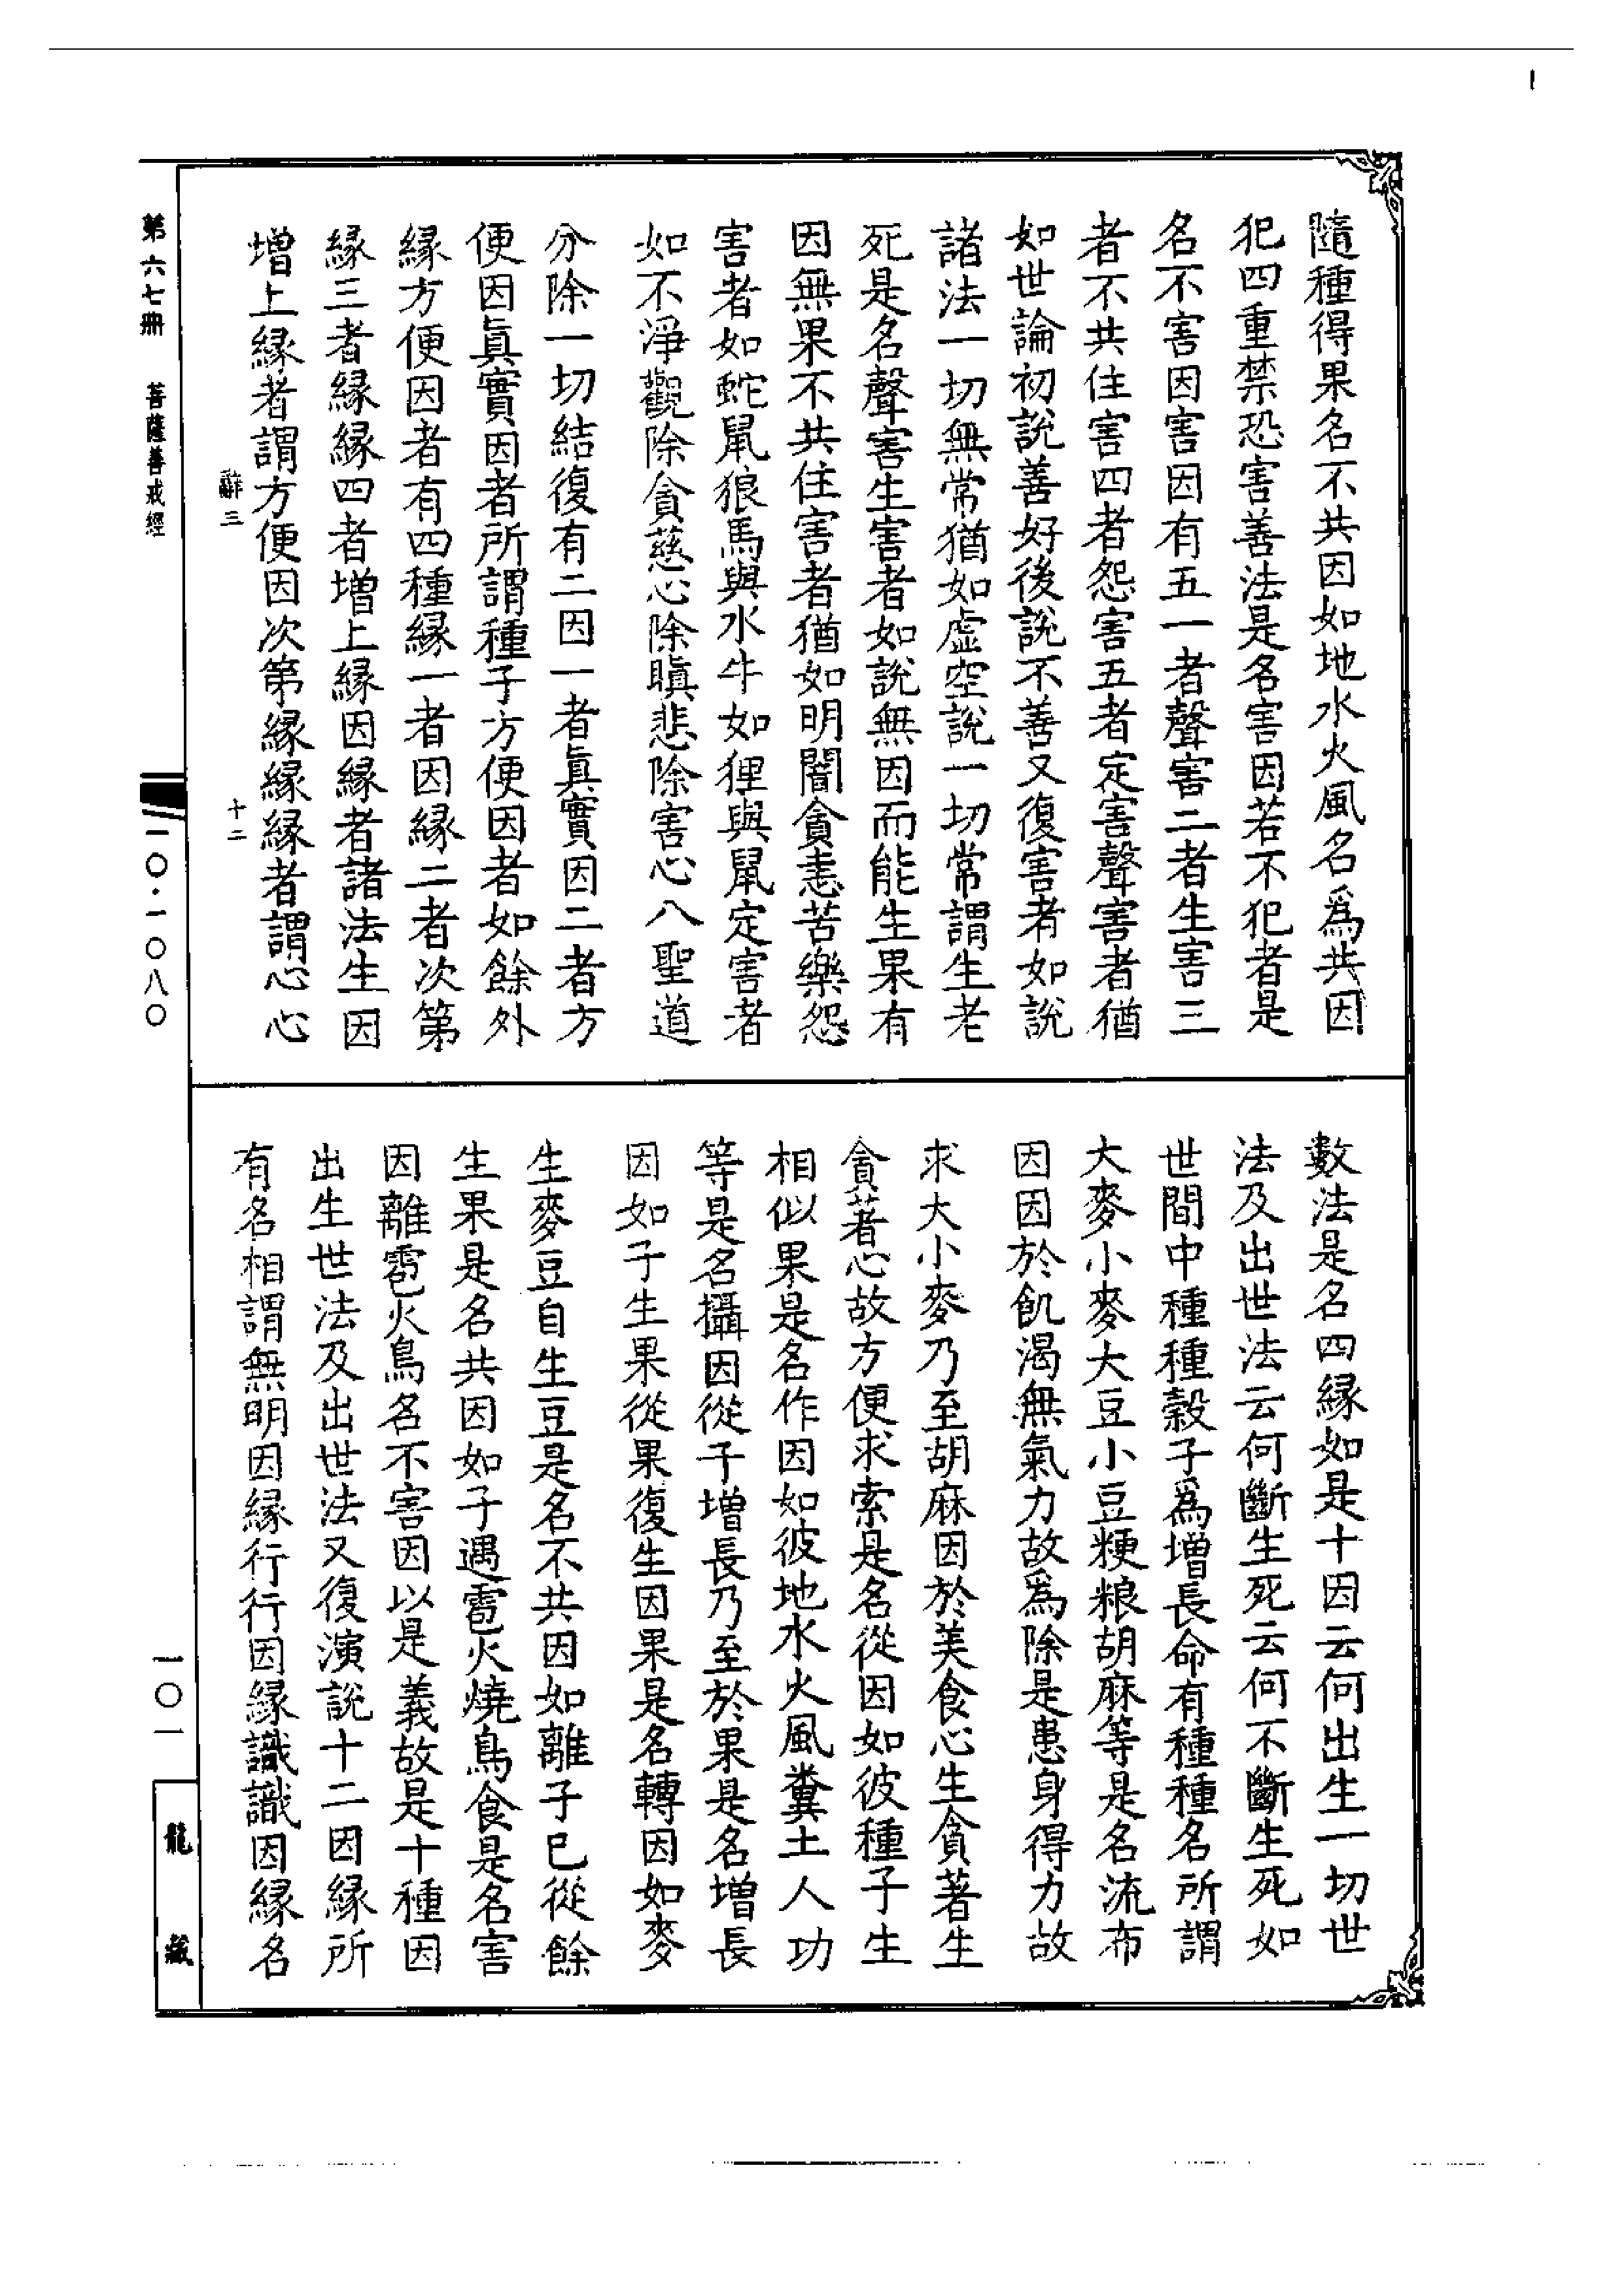 隨種得果名不共因如地水火風名爲共因
犯四重禁恐害善法是名害因若不犯者是
名不害因害因有五一者聲害二者生害三
者不共住害四者怨害五者定害聲害者猶
如世論初說善好後說不善又復害者如說
諸法一切無常猶如虛空說一切常謂生老
死是名聲害生害者如說無因而能生果有
因無果不共住害者猶如明闇貪恚苦樂怨
害者如蛇鼠狼馬與水牛如狸與鼠定害者
如不淨觀除貪慈心除瞋悲除害心八聖道
分除一切結復有二因一者眞實因二者方
便因眞實因者所謂種子方便因者如餘外
緣方便因者有四種緣一者因緣二者次第
緣三者緣緣四者增上緣因緣者諸法生因
增上緣者謂方便因次第緣緣緣者謂心心
辭三 十二
數法是名四緣如是十因云何出生一切世
法及出世法云何斷生死云何不斷生死如
世間中種種穀子爲增長命有種種名所謂
大麥小麥大豆小豆粳粮胡麻等是名流布
因因於飢渴無氣力故爲除是患身得力故
求大小麥乃至胡麻因於美食心生貪著生
貪著心故方便求索是名從因如彼種子生
相似果是名作因如彼地水火風糞土人功
等是名攝因從子增長乃至於果是名增長
因如子生果從果復生因果是名轉因如麥
生麥豆自生豆是名不共因如離子已從餘
生果是名共因如子遇雹火燒鳥食是名害
因離雹火鳥名不害因以是義故是十種因
出生世法及出世法又復演說十二因緣所
有名相謂無明因緣行行因緣識識因緣名
第六七冊 菩薩善戒經
一〇·一〇八〇
一〇一
龍藏